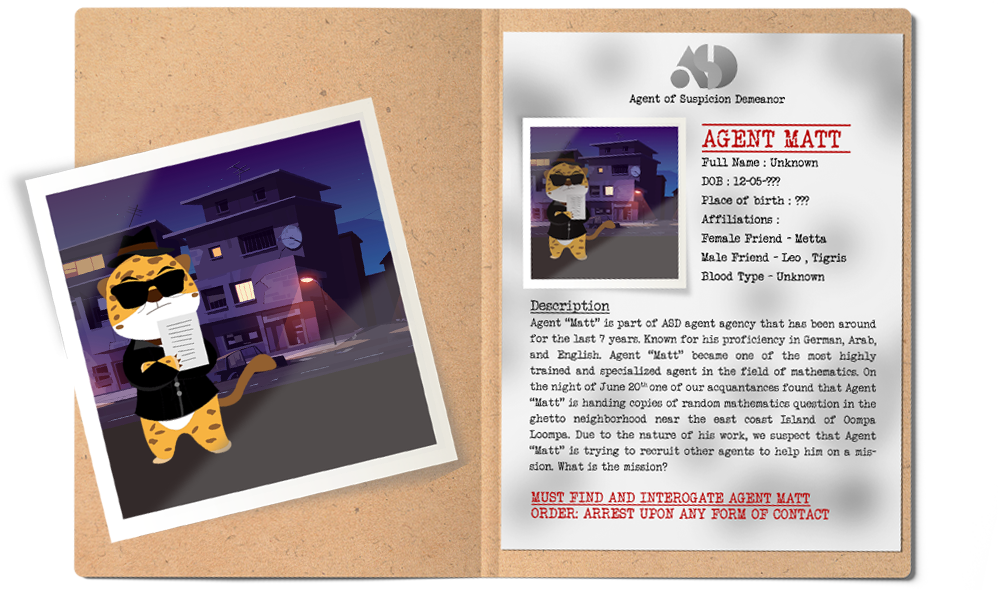 ASD
Agent of Suspicion Demeanor
AGENT MATT
Full Name : Unknown
DOB : 12-05-???
Place of birth : ???
Affiliations :
Female Friend - Metta
Male Friend - Leo , Tigris
Blood Type - Unknown
Description
Agent “Matt” is part of ASD agent agency that has been around
for the last 7 years. Known for his proficiency in German, Arab,
and English. Agent “Matt” became one of the most highly
trained and specialized agent in the field of mathematics. On
the night of June 20th one of our acquantances found that Agent
“Matt” is handing copies of random mathematics question in the
ghetto neighborhood near the east coast Island of Oompa
Loompa. Due to the nature of his work, we suspect that Agent
“Matt” is trying to recruit other agents to help him on a mis-
sion. What is the mission?
MUST FIND AND INTEROGATE AGENT MATT
ORDER: ARREST UPON ANY FORM OF CONTACT